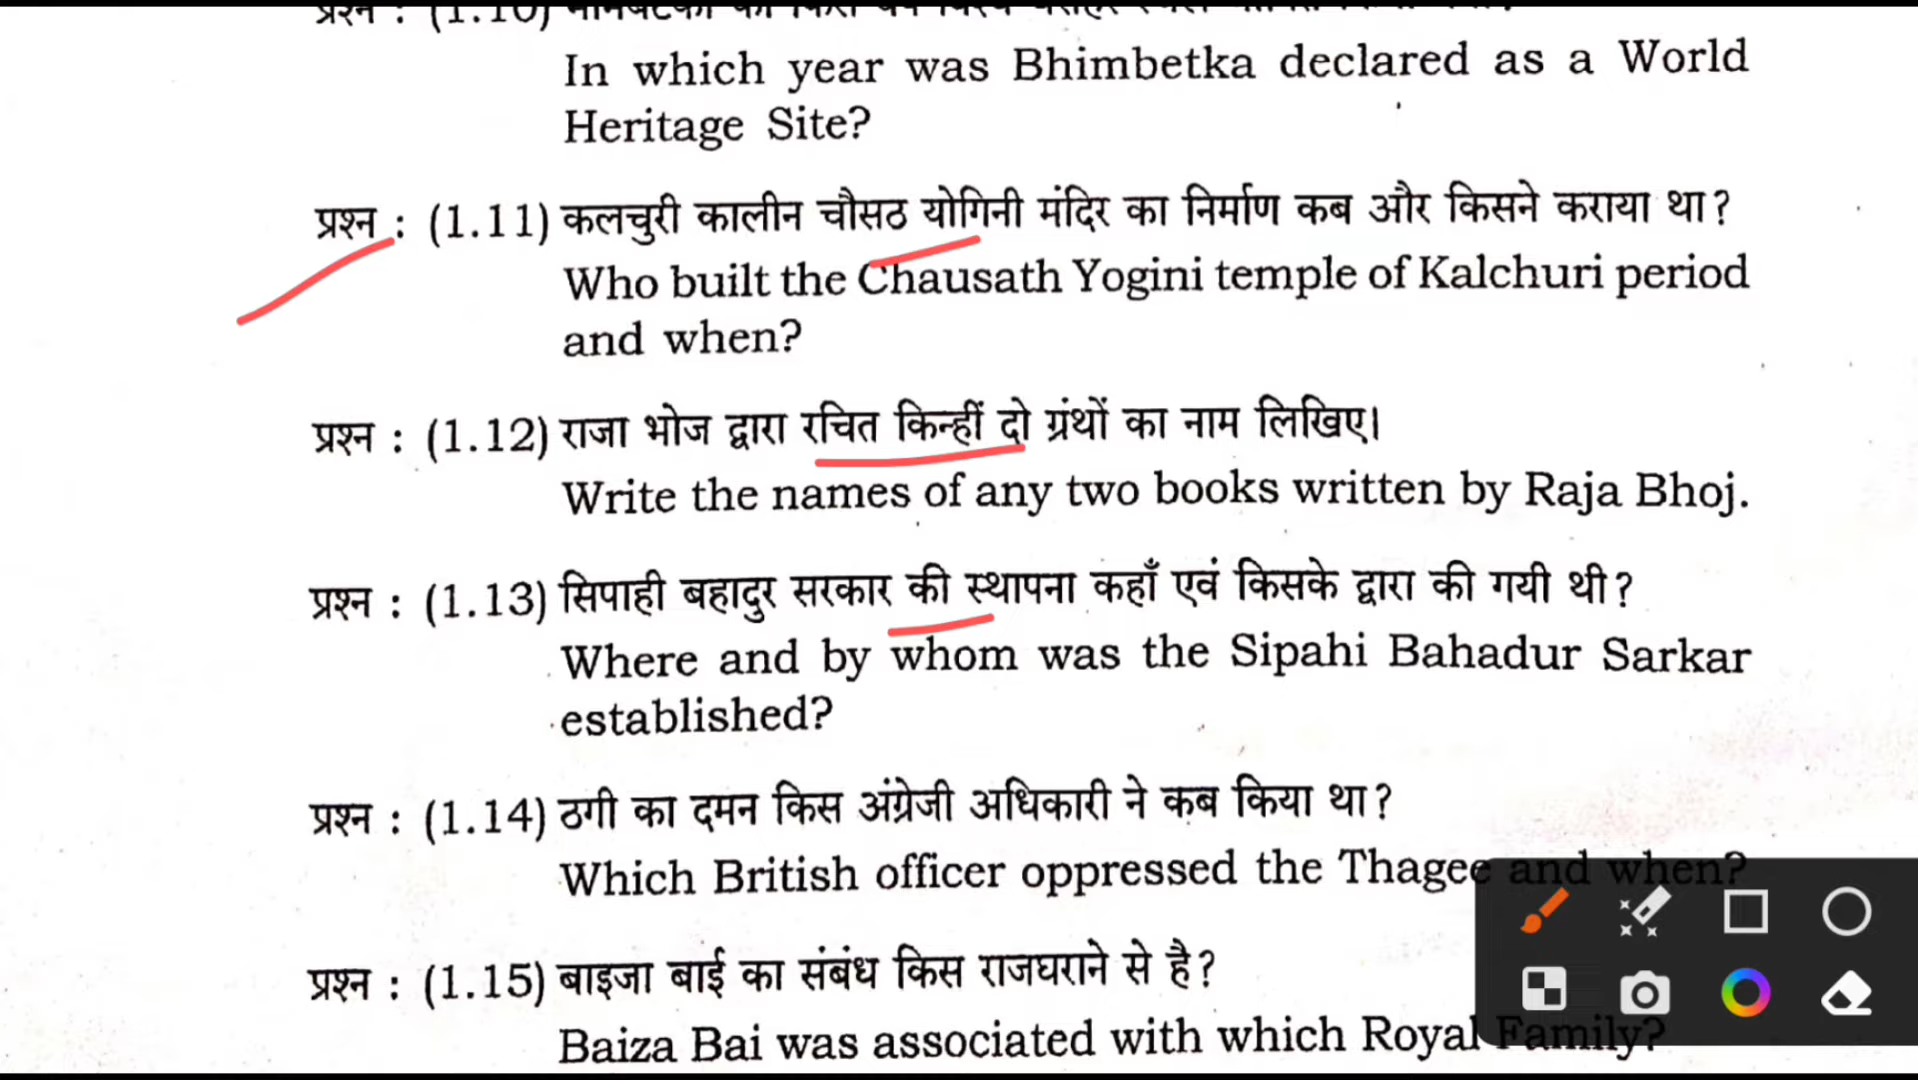 प्रश्न : (1.10)
In which year was Bhimbetka declared as a World
Heritage Site?
प्रश्न : (1.11) कलचुरी कालीन चौसठ योगिनी मंदिर का निर्माण कब और किसने कराया था?
Who built the Chausath Yogini temple of Kalchuri period
and when?
प्रश्न : (1.12) राजा भोज द्वारा रचित किन्हीं दो ग्रंथों का नाम लिखिए।
Write the names of any two books written by Raja Bhoj.
प्रश्न : (1.13) सिपाही बहादुर सरकार की स्थापना कहाँ एवं किसके द्वारा की गयी थी?
Where and by whom was the Sipahi Bahadur Sarkar
established?
प्रश्न : (1.14) ठगी का दमन किस अंग्रेजी अधिकारी ने कब किया था?
Which British officer oppressed the Thagee and when?
प्रश्न : (1.15) बाइजा बाई का संबंध किस राजघराने से है?
Baiza Bai was associated with which Royal Family?